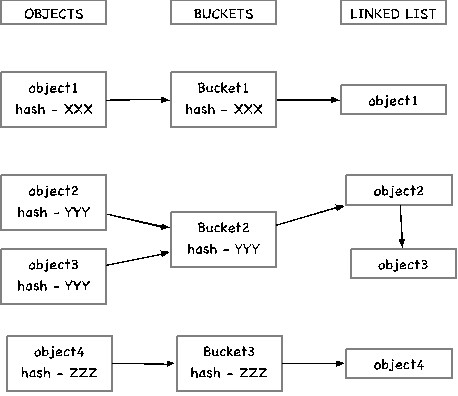 OBJECTS
BUCKETS
LINKED LIST
object1
hash - XXX
Bucket1
hash - XXX
object1
object2
hash - YYY
Bucket2
hash - YYY
object2
object3
hash - YYY
object3
object4
hash - ZZZ
Bucket3
hash - ZZZ
object4